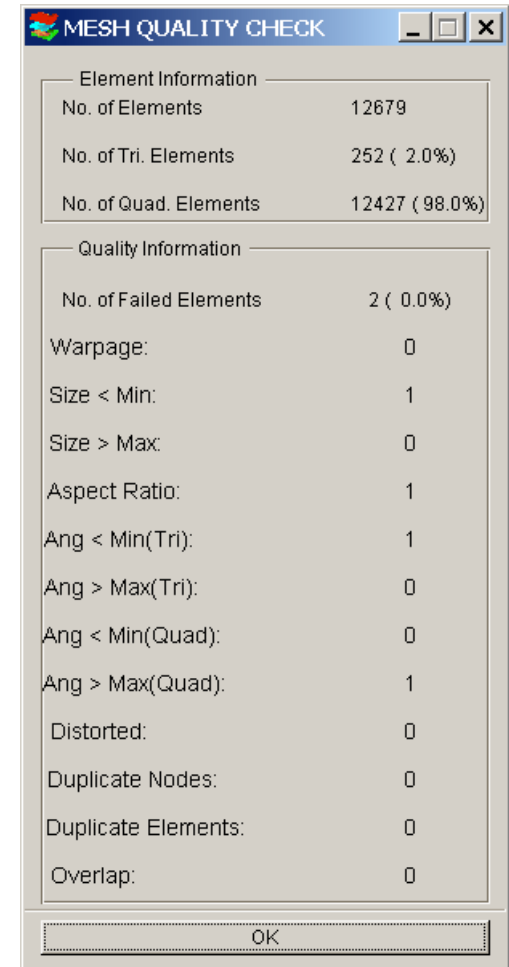 MESH QUALITY CHECK
Element Information
No. of Elements 12679
No. of Tri. Elements 252 ( 2.0%)
No. of Quad. Elements 12427 ( 98.0%)
Quality Information
No. of Failed Elements 2 ( 0.0%)
Warpage: 0
Size < Min: 1
Size > Max: 0
Aspect Ratio: 1
Ang < Min(Tri): 1
Ang > Max(Tri): 0
Ang < Min(Quad): 0
Ang > Max(Quad): 1
Distorted: 0
Duplicate Nodes: 0
Duplicate Elements: 0
Overlap: 0
OK